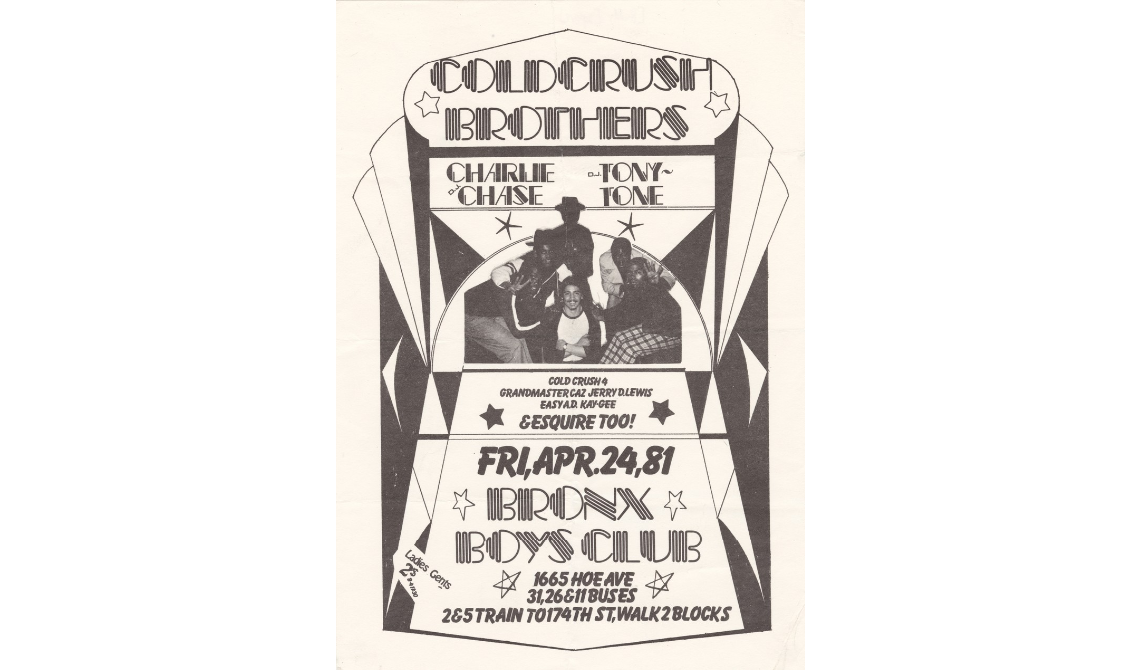 COLD CRUSH
BROTHERS
CHARLIE
D.J. CHASE
D.J. TONY~
TONE
COLD CRUSH 4
GRANDMASTER CAZ JERRY D. LEWIS
EASY A.D. KAY-GEE
& ESQUIRE TOO!
FRI, APR. 24, 81
BRONX
BOYS CLUB
Ladies Gents
1665 HOE AVE
31, 26 & 11 BUSES
2 & 5 TRAIN TO 174TH ST, WALK 2 BLOCKS